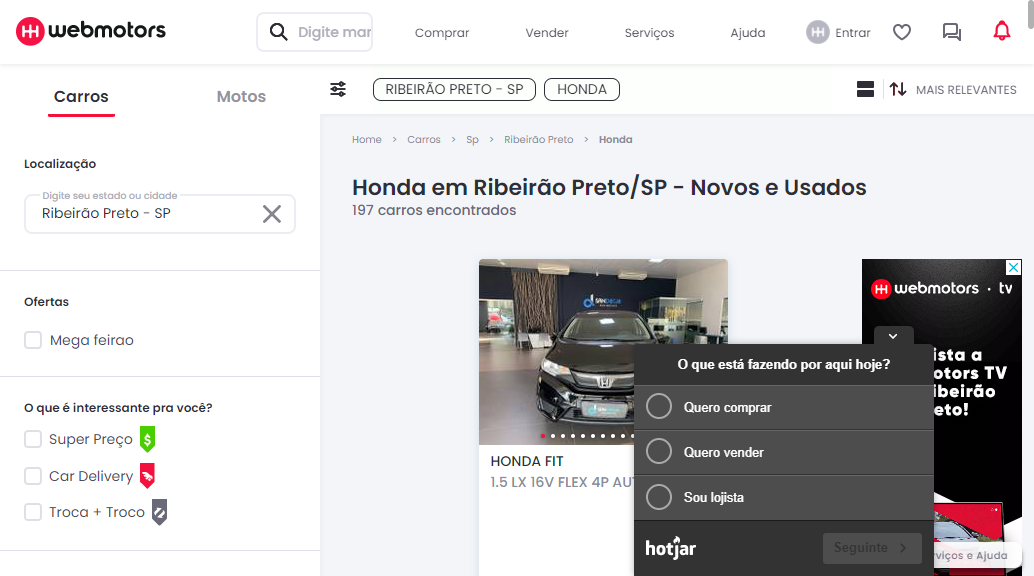 webmotors
Digite mar
Comprar
Vender
Serviços
Ajuda
Entrar
Carros
Motos
RIBEIRÃO PRETO - SP
HONDA
MAIS RELEVANTES
Localização
Digite seu estado ou cidade
Ribeirão Preto - SP
Ofertas
Mega feirao
O que é interessante pra você?
Super Preço
$
Car Delivery
Troca + Troco
Home > Carros > Sp > Ribeirão Preto > Honda
Honda em Ribeirão Preto/SP - Novos e Usados
197 carros encontrados
HONDA FIT
1.5 LX 16V FLEX 4P AUT
webmotors · tv
ista a
otors TV
ibeirão
eto!
O que está fazendo por aqui hoje?
Quero comprar
Quero vender
Sou lojista
hotjar
Seguinte >
rviços e Ajuda